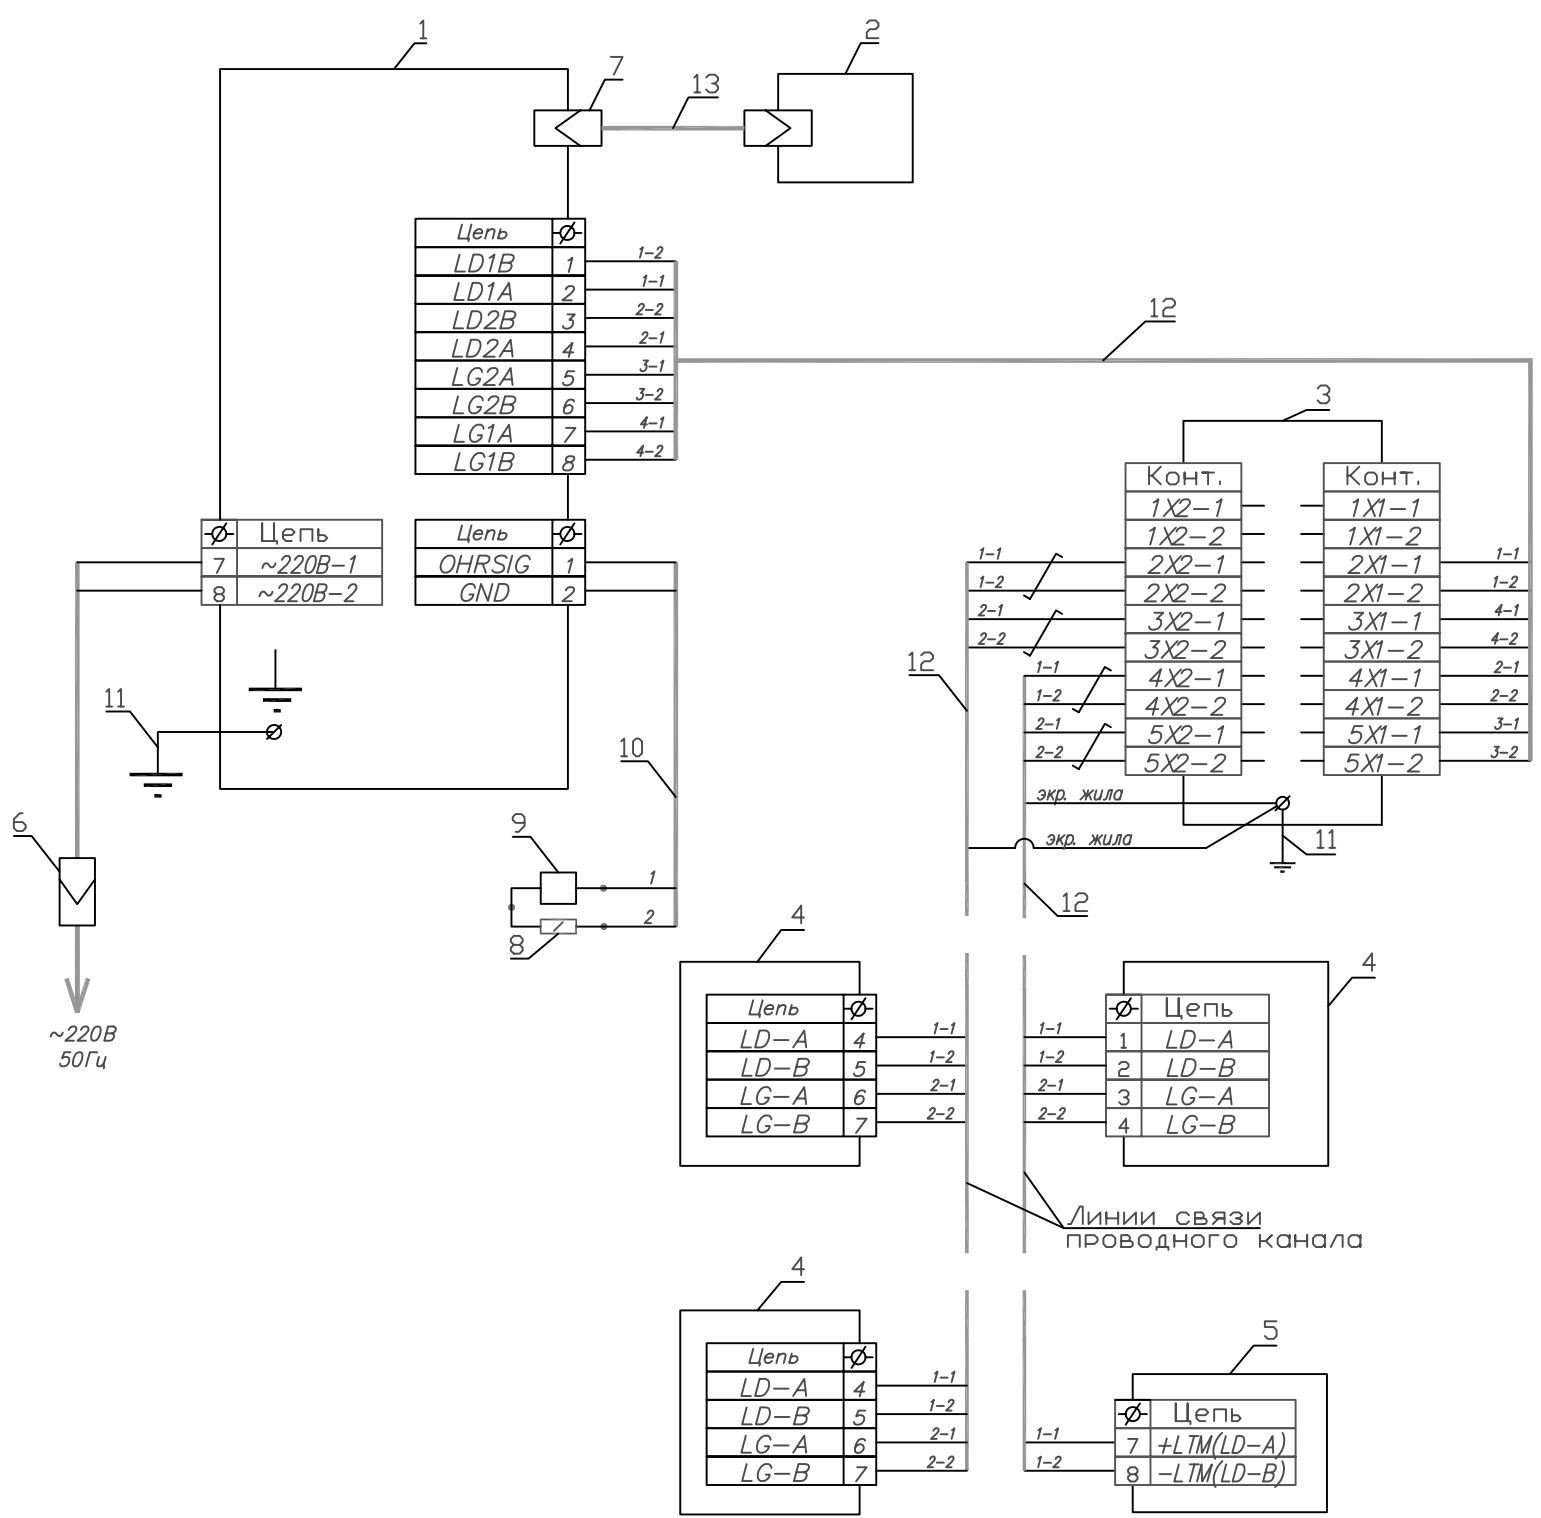 1
2
7
13
Цепь
LD1B 1 1-2
LD1A 2 1-1
LD2B 3 2-2
LD2A 4 2-1
LG2A 5 3-1
LG2B 6 3-2
LG1A 7 4-1
LG1B 8 4-2
12
3
Цепь
7 ~220В-1
8 ~220В-2
Цепь
OHRSIG 1
GND 2
11
10
6
9
1
2
8
~220В
50Гц
Конт.
1X2-1
1X2-2
1-1 2X2-1
1-2 2X2-2
2-1 3X2-1
2-2 3X2-2
1-1 4X2-1
1-2 4X2-2
2-1 5X2-1
2-2 5X2-2
Конт.
1X1-1
1X1-2
2X1-1 1-1
2X1-2 1-2
3X1-1 4-1
3X1-2 4-2
4X1-1 2-1
4X1-2 2-2
5X1-1 3-1
5X1-2 3-2
12
экр. жила
экр. жила
11
12
4
Цепь
LD-A 4 1-1
LD-B 5 1-2
LG-A 6 2-1
LG-B 7 2-2
4
Цепь
1-1 1 LD-A
1-2 2 LD-B
2-1 3 LG-A
2-2 4 LG-B
Линии связи
проводного канала
4
Цепь
LD-A 4 1-1
LD-B 5 1-2
LG-A 6 2-1
LG-B 7 2-2
5
Цепь
1-1 7 +LTM(LD-A)
1-2 8 -LTM(LD-B)